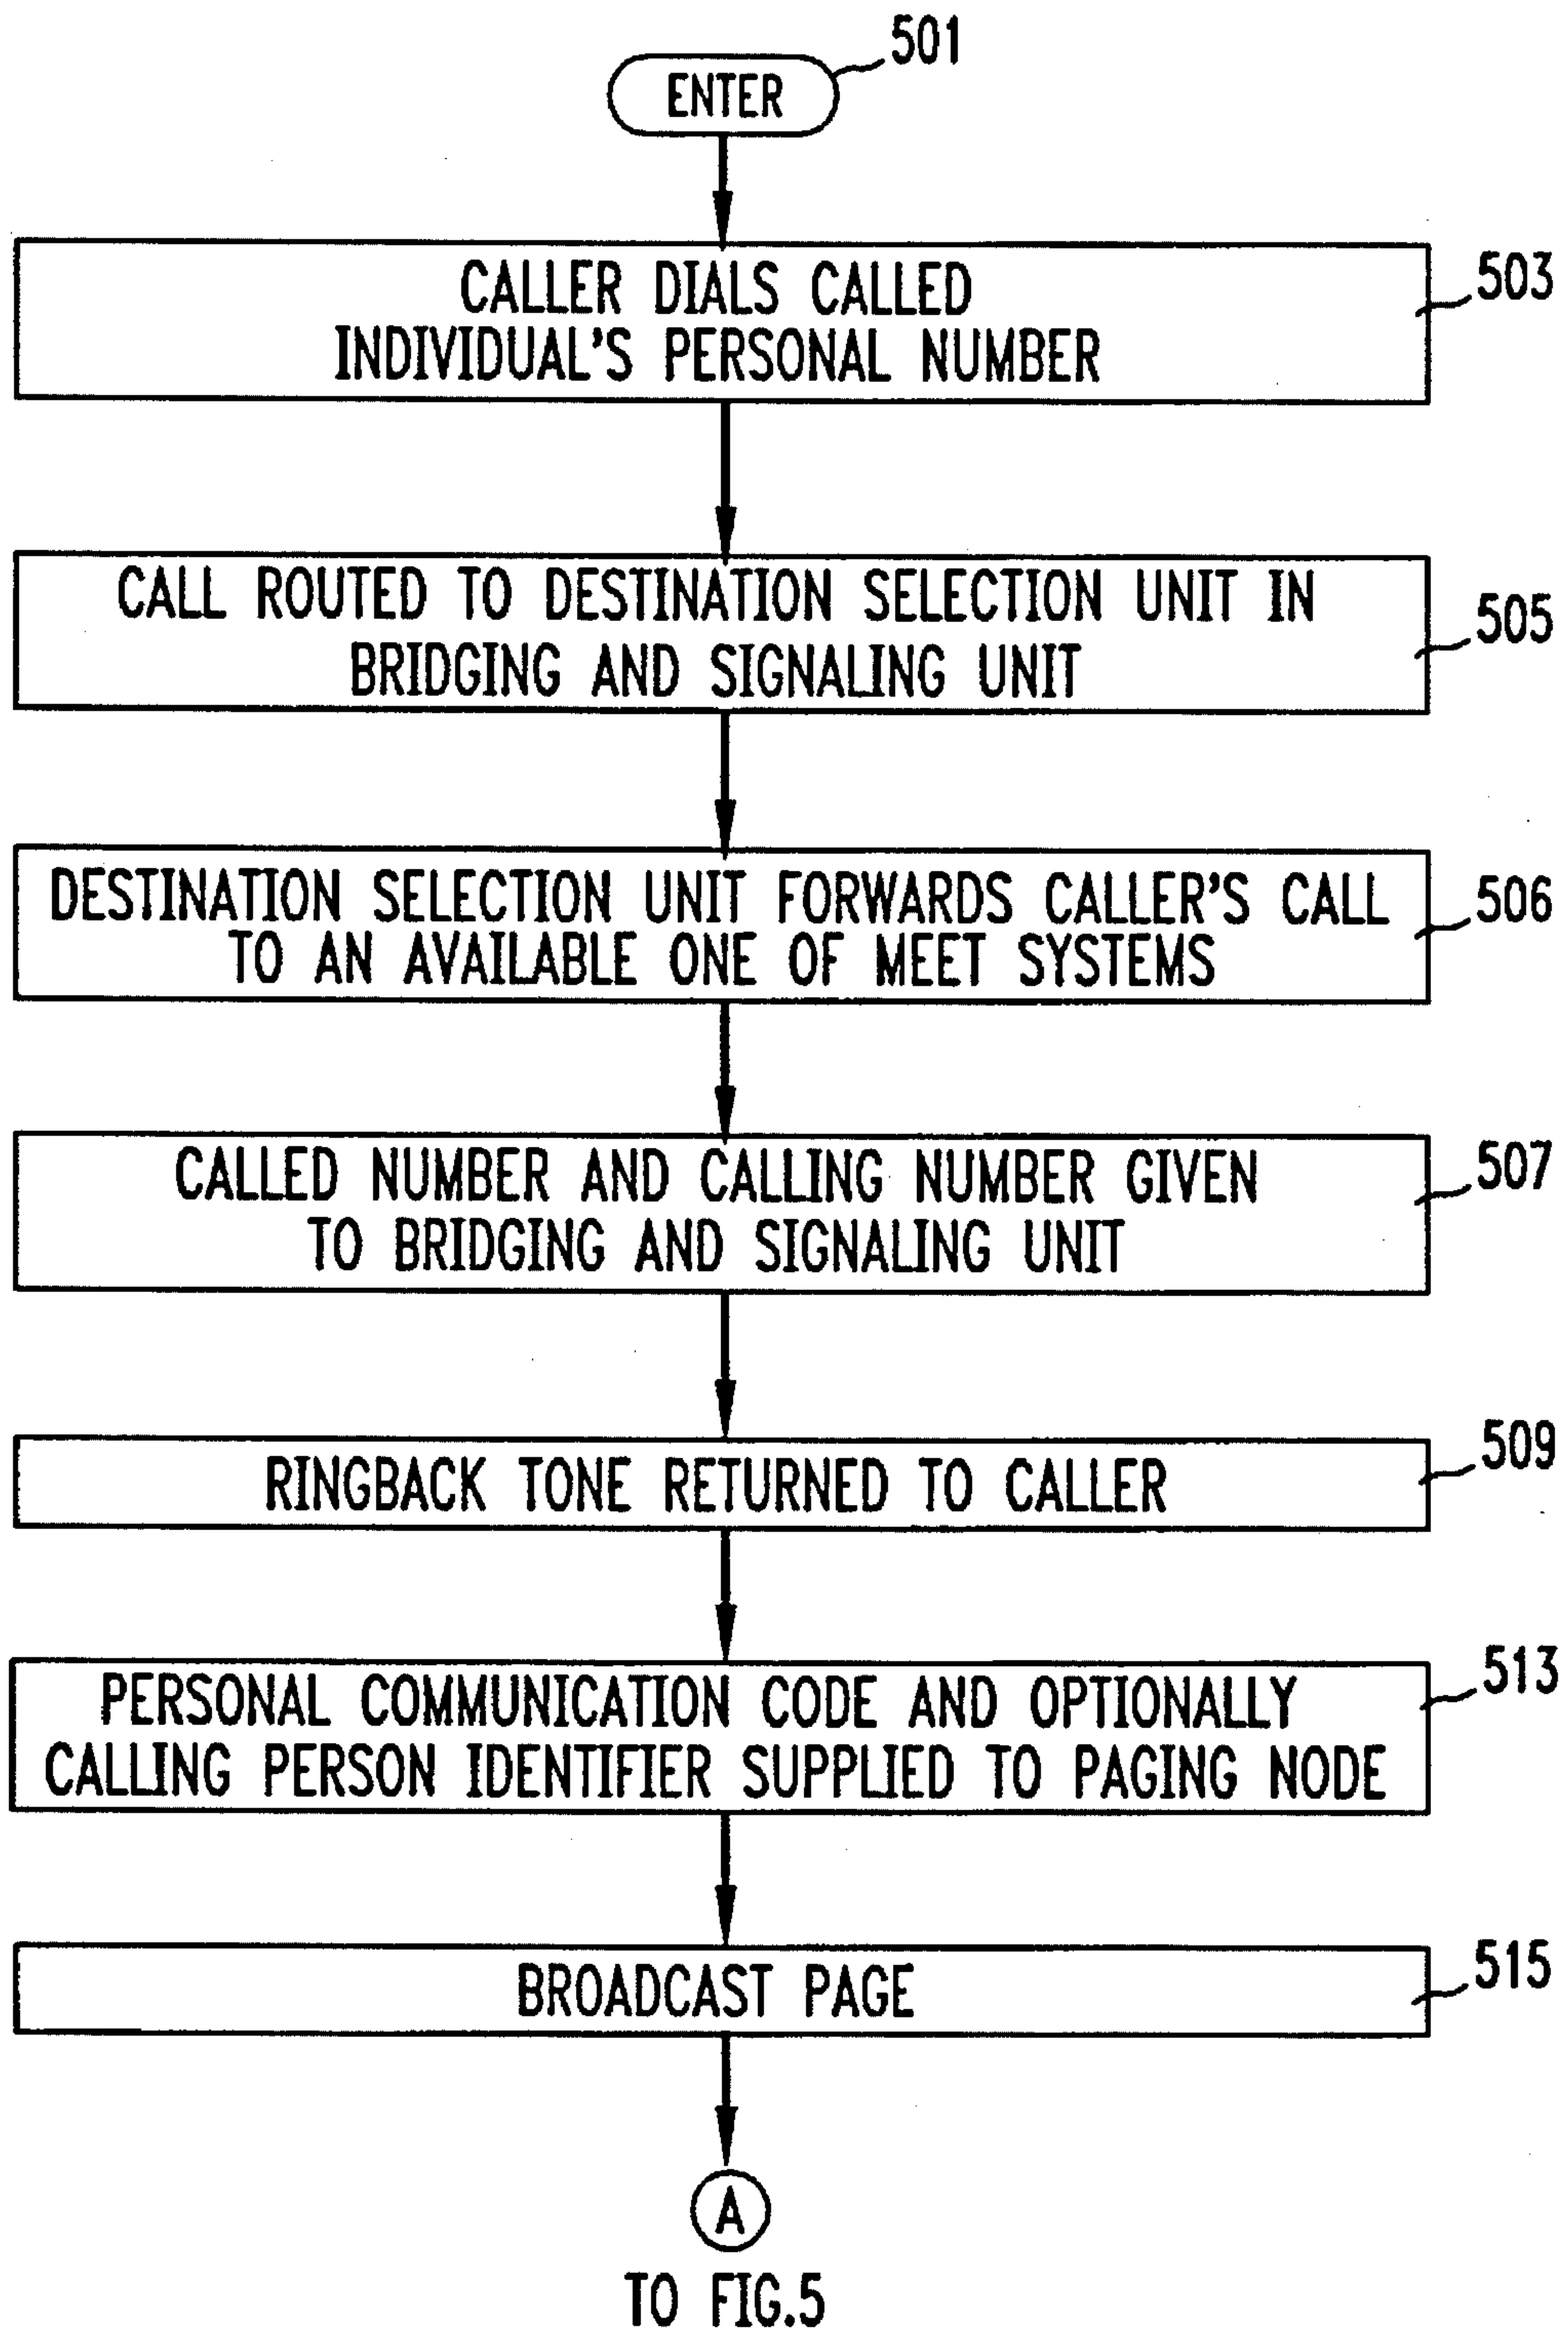 501
ENTER
503
CALLER DIALS CALLED
INDIVIDUAL'S PERSONAL NUMBER
505
CALL ROUTED TO DESTINATION SELECTION UNIT IN
BRIDGING AND SIGNALING UNIT
506
DESTINATION SELECTION UNIT FORWARDS CALLER'S CALL
TO AN AVAILABLE ONE OF MEET SYSTEMS
507
CALLED NUMBER AND CALLING NUMBER GIVEN
TO BRIDGING AND SIGNALING UNIT
509
RINGBACK TONE RETURNED TO CALLER
513
PERSONAL COMMUNICATION CODE AND OPTIONALLY
CALLING PERSON IDENTIFIER SUPPLIED TO PAGING NODE
515
BROADCAST PAGE
A
TO FIG.5